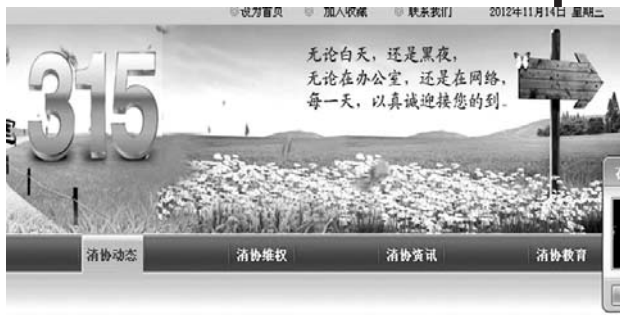 设为首页 加入收藏 联系我们 2012年11月14日 星期三
315
无论白天，还是黑夜，
无论在办公室，还是在网络，
每一天，以真诚迎接您的到
消协动态 消协维权 消协资讯 消协教育